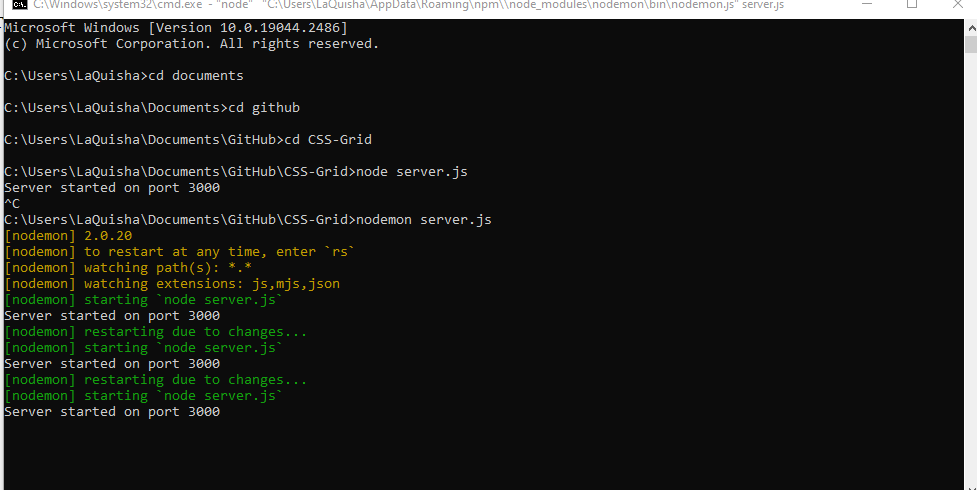 C:\Windows\system32\cmd.exe - "node" "C:\Users\LaQuisha\AppData\Roaming\npm\\node_modules\nodemon\bin\nodemon.js" server.js
Microsoft Windows [Version 10.0.19044.2486]
(c) Microsoft Corporation. All rights reserved.
C:\Users\LaQuisha>cd documents
C:\Users\LaQuisha\Documents>cd github
C:\Users\LaQuisha\Documents\GitHub>cd CSS-Grid
C:\Users\LaQuisha\Documents\GitHub\CSS-Grid>node server.js
Server started on port 3000
^C
C:\Users\LaQuisha\Documents\GitHub\CSS-Grid>nodemon server.js
[nodemon] 2.0.20
[nodemon] to restart at any time, enter `rs`
[nodemon] watching path(s): *.*
[nodemon] watching extensions: js,mjs,json
[nodemon] starting `node server.js`
Server started on port 3000
[nodemon] restarting due to changes...
[nodemon] starting `node server.js`
Server started on port 3000
[nodemon] restarting due to changes...
[nodemon] starting `node server.js`
Server started on port 3000